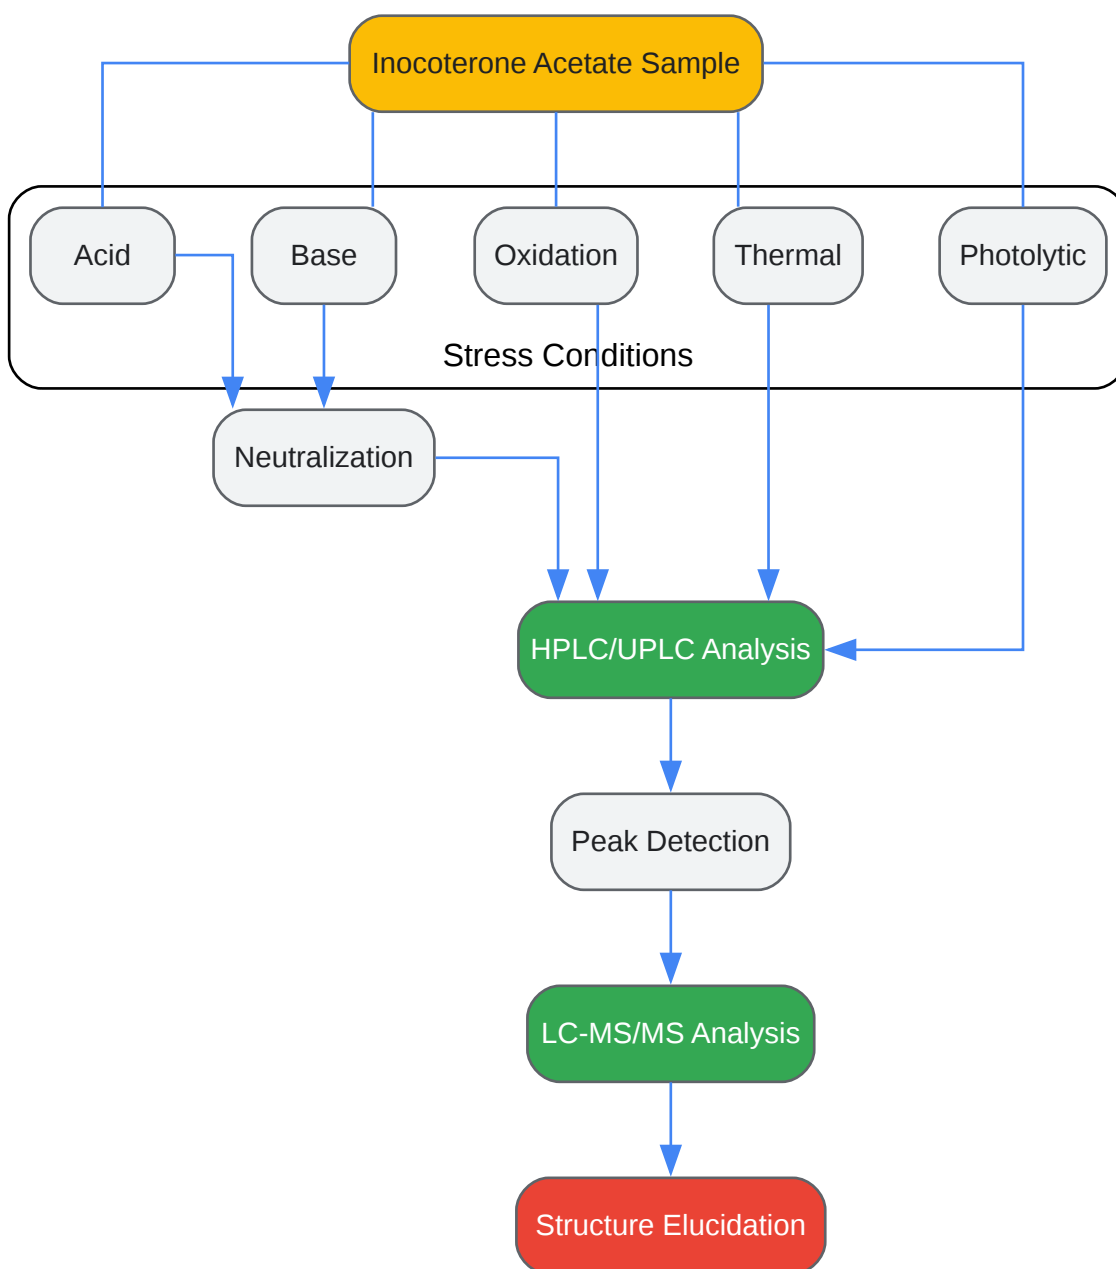 Inocoterone Acetate Sample
Acid
Base
Oxidation
Thermal
Photolytic
Stress Conditions
Neutralization
HPLC/UPLC Analysis
Peak Detection
LC-MS/MS Analysis
Structure Elucidation